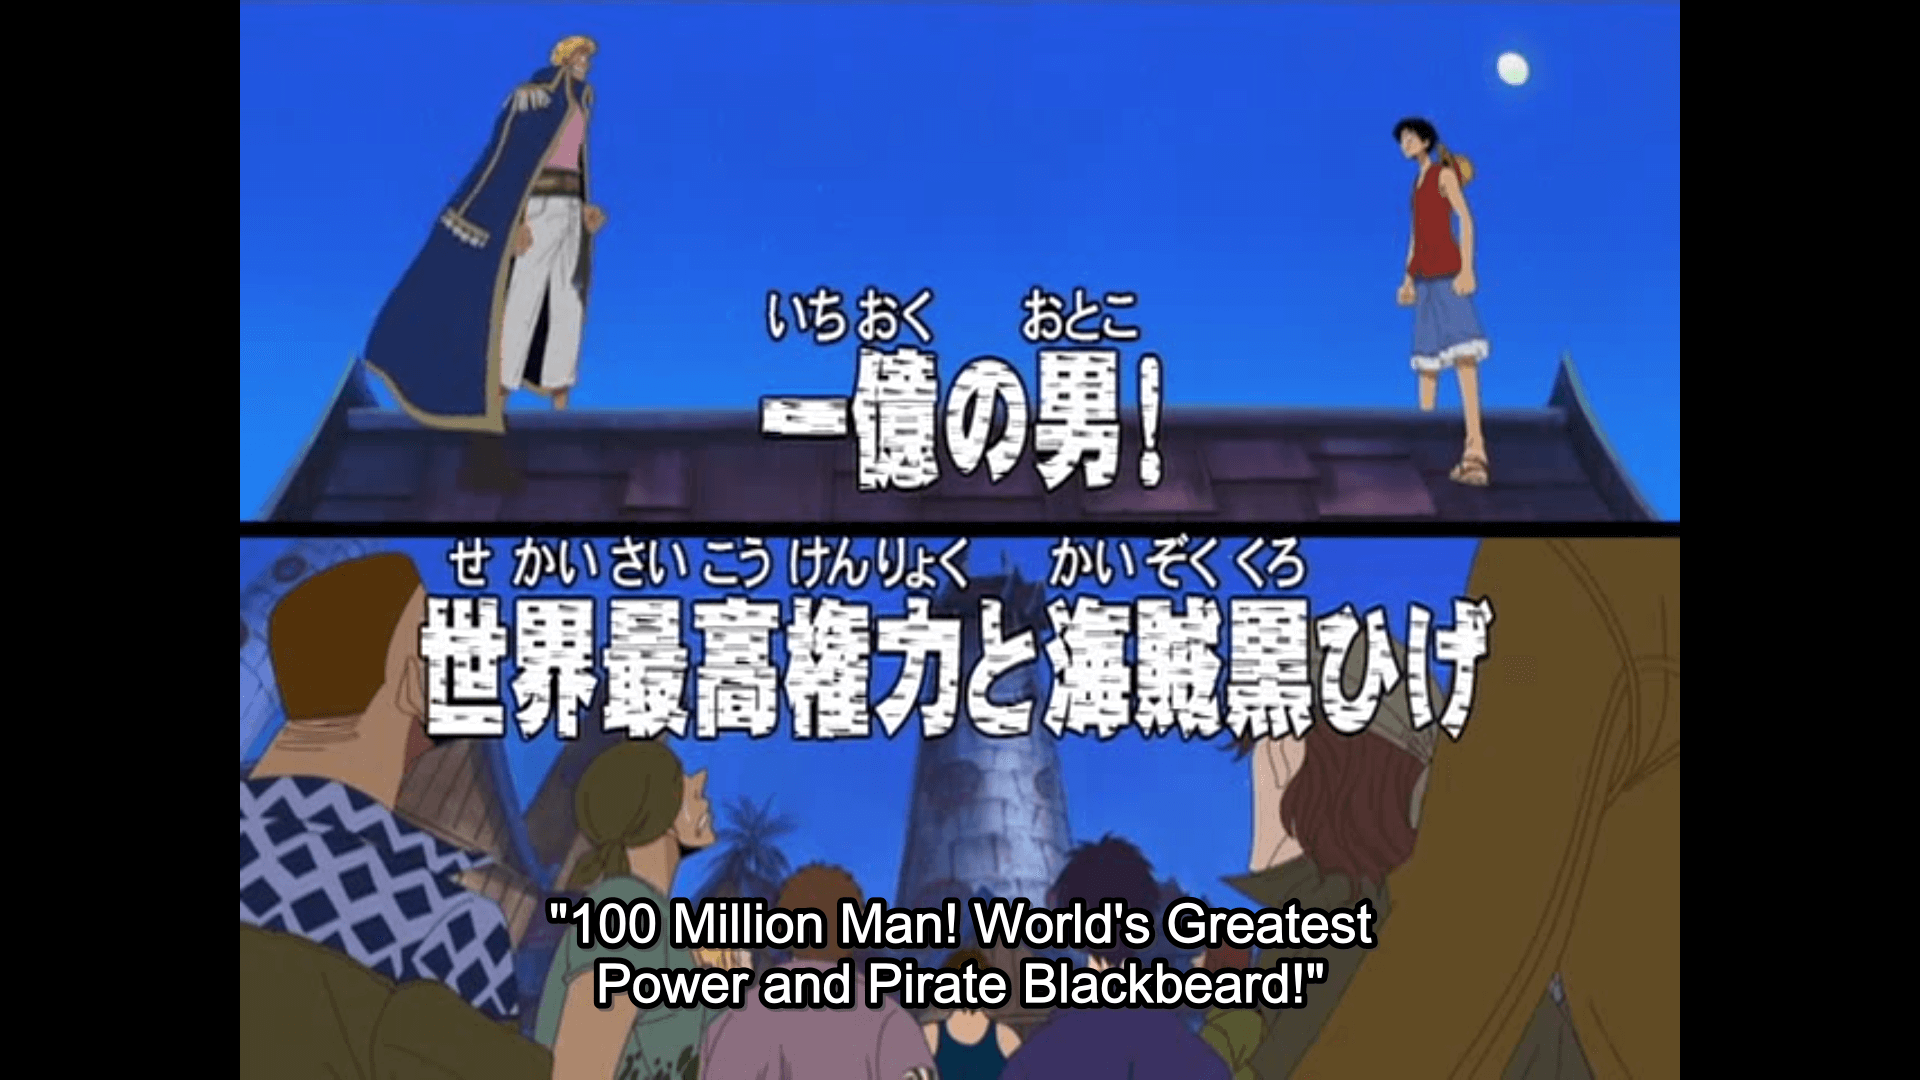 いちおく おとこ
一億の男!
せかいさいこうけんりょく かいぞくくろ
世界最高権力と海賊黒ひげ
"100 Million Man! World's Greatest
Power and Pirate Blackbeard!"